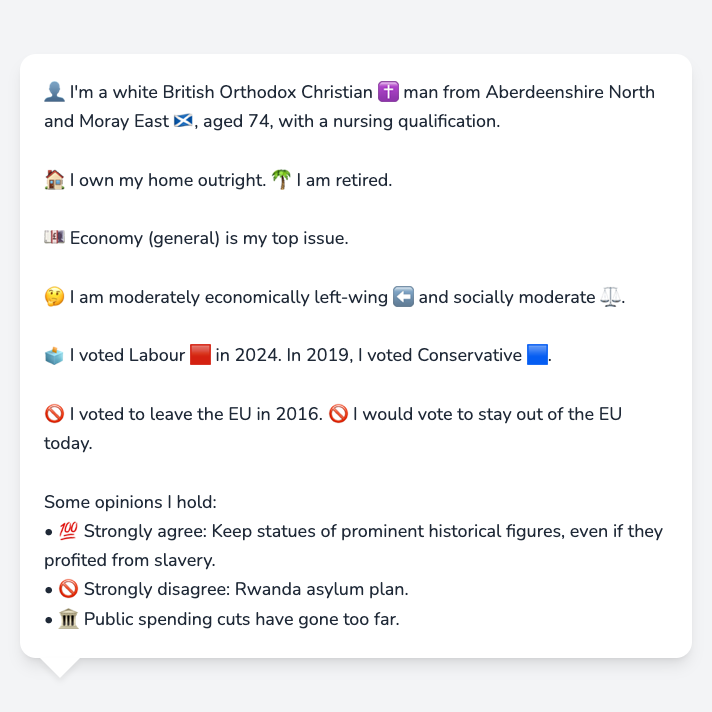 👤 I'm a white British Orthodox Christian ✝️ man from Aberdeenshire North
and Moray East 🏴󠁧󠁢󠁳󠁣󠁴󠁿, aged 74, with a nursing qualification.
🏠 I own my home outright. 🌴 I am retired.
💷 Economy (general) is my top issue.
🤔 I am moderately economically left-wing ⬅️ and socially moderate ⚖️.
🗳️ I voted Labour 🟥 in 2024. In 2019, I voted Conservative 🟦.
🚫 I voted to leave the EU in 2016. 🚫 I would vote to stay out of the EU
today.
Some opinions I hold:
• 💯 Strongly agree: Keep statues of prominent historical figures, even if they
profited from slavery.
• 🚫 Strongly disagree: Rwanda asylum plan.
• 🏛️ Public spending cuts have gone too far.